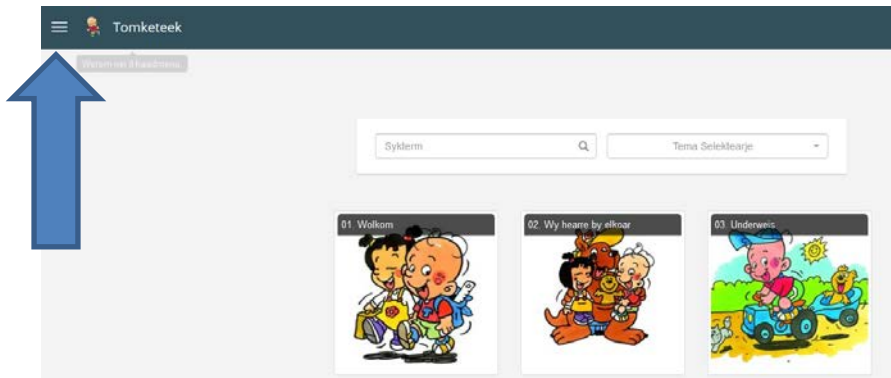 Tomketeek
Sykterm
Tema Selektearje
01. Wolkom
02. Wy hearre by elkoar
03. Underweis